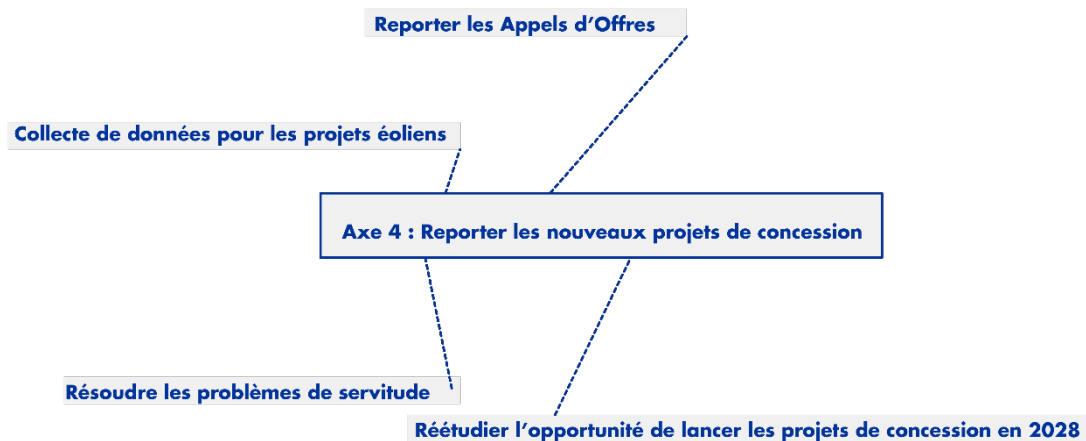 Reporter les Appels d’Offres
Collecte de données pour les projets éoliens
Axe 4 : Reporter les nouveaux projets de concession
Résoudre les problèmes de servitude
Réétudier l’opportunité de lancer les projets de concession en 2028